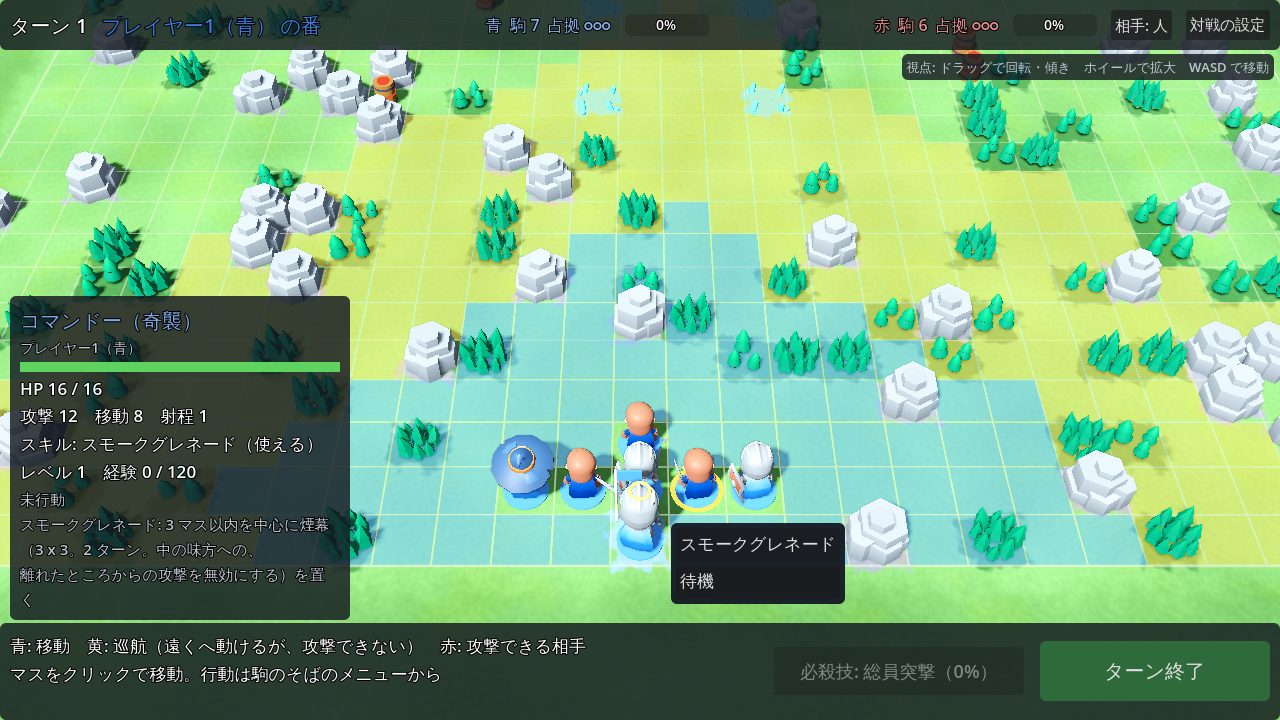 ターン 1 プレイヤー1（青）の番
青 駒 7 占拠 ○○○ 0%
赤 駒 6 占拠 ○○○ 0%
相手: 人
対戦の設定
視点: ドラッグで回転・傾き ホイールで拡大 WASD で移動
コマンドー（奇襲）
プレイヤー1（青）
HP 16 / 16
攻撃 12 移動 8 射程 1
スキル: スモークグレネード（使える）
レベル 1 経験 0 / 120
未行動
スモークグレネード: 3 マス以内を中心に煙幕
（3 x 3。2 ターン。中の味方への、
離れたところからの攻撃を無効にする）を置
く
スモークグレネード
待機
青: 移動 黄: 巡航（遠くへ動けるが、攻撃できない） 赤: 攻撃できる相手
マスをクリックで移動 行動は駒のそばのメニューから
必殺技: 総員突撃（0%）
ターン終了